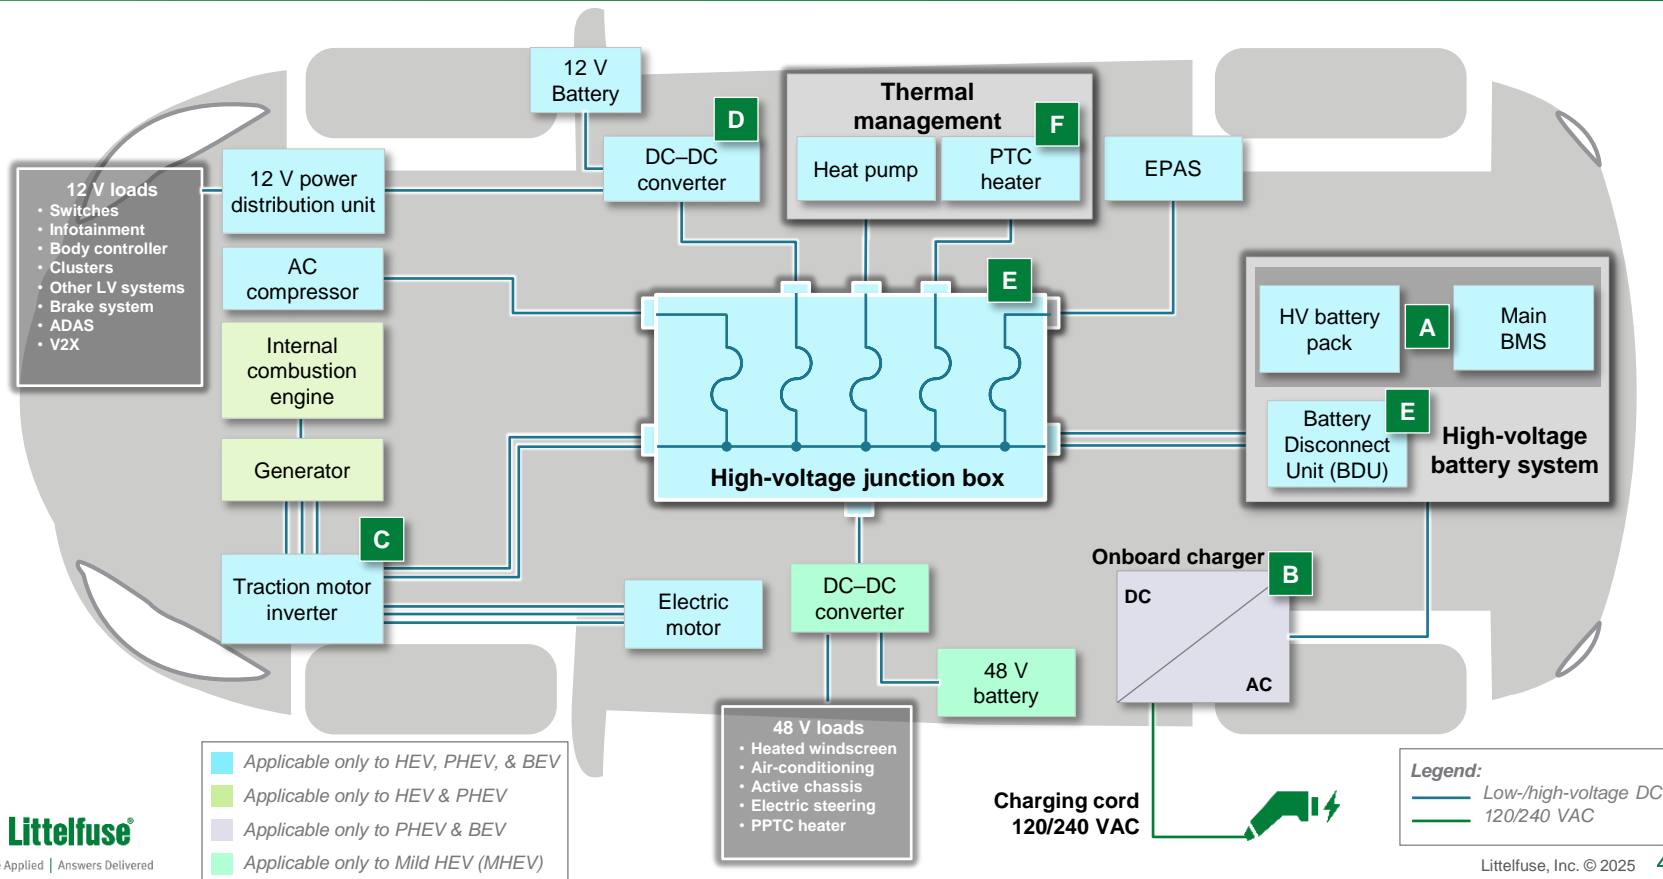 12 V
Battery
D
DC–DC
converter
Thermal
management
F
Heat pump
PTC
heater
EPAS
12 V loads
• Switches
• Infotainment
• Body controller
• Clusters
• Other LV systems
• Brake system
• ADAS
• V2X
12 V power
distribution unit
AC
compressor
Internal
combustion
engine
Generator
C
Traction motor
inverter
Electric
motor
E
High-voltage junction box
HV battery
pack
A
Main
BMS
Battery
Disconnect
Unit (BDU)
E
High-voltage
battery system
DC–DC
converter
48 V
battery
48 V loads
• Heated windscreen
• Air-conditioning
• Active chassis
• Electric steering
• PPTC heater
Onboard charger
B
DC
AC
Charging cord
120/240 VAC
Applicable only to HEV, PHEV, & BEV
Applicable only to HEV & PHEV
Applicable only to PHEV & BEV
Applicable only to Mild HEV (MHEV)
Legend:
Low-/high-voltage DC
120/240 VAC
Littelfuse®
Applied | Answers Delivered
Littelfuse, Inc. © 2025